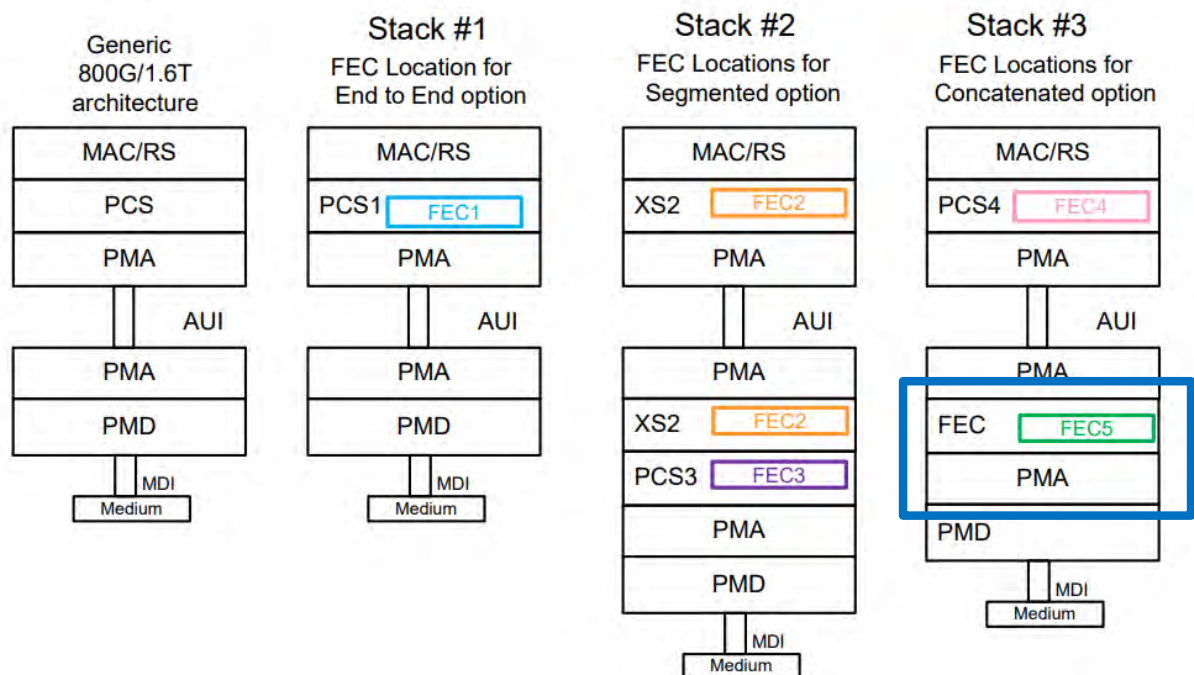 Generic
800G/1.6T
architecture
MAC/RS
PCS
PMA
AUI
PMA
PMD
MDI
Medium
Stack #1
FEC Location for
End to End option
MAC/RS
PCS1 FEC1
PMA
AUI
PMA
PMD
MDI
Medium
Stack #2
FEC Locations for
Segmented option
MAC/RS
XS2 FEC2
PMA
AUI
PMA
XS2 FEC2
PCS3 FEC3
PMA
PMD
MDI
Medium
Stack #3
FEC Locations for
Concatenated option
MAC/RS
PCS4 FEC4
PMA
AUI
PMA
FEC FEC5
PMA
PMD
MDI
Medium